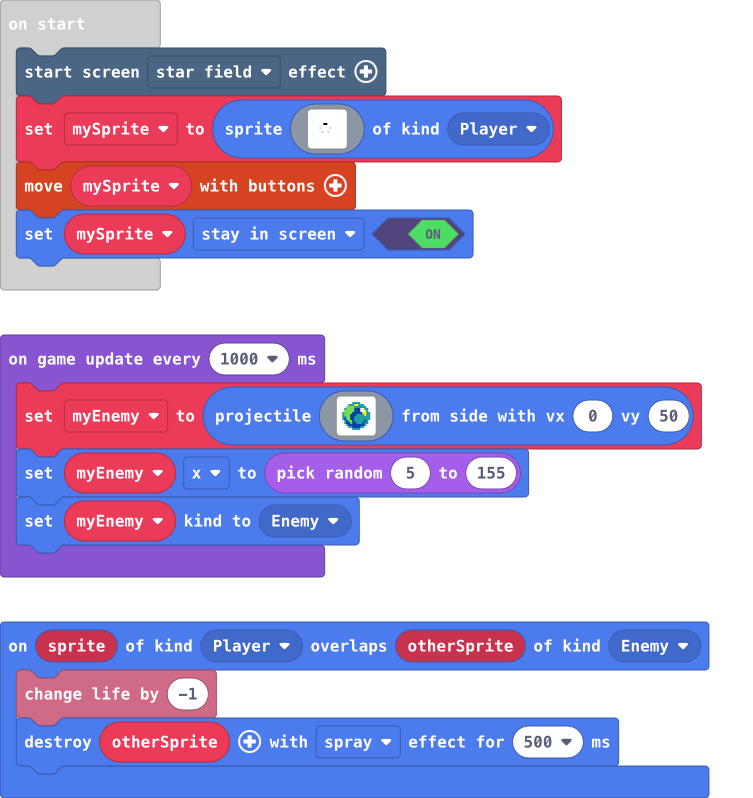 on start
start screen star field effect
set mySprite to sprite of kind Player
move mySprite with buttons
set mySprite stay in screen ON
on game update every 1000 ms
set myEnemy to projectile from side with vx 0 vy 50
set myEnemy x to pick random 5 to 155
set myEnemy kind to Enemy
on sprite of kind Player overlaps otherSprite of kind Enemy
change life by -1
destroy otherSprite with spray effect for 500 ms